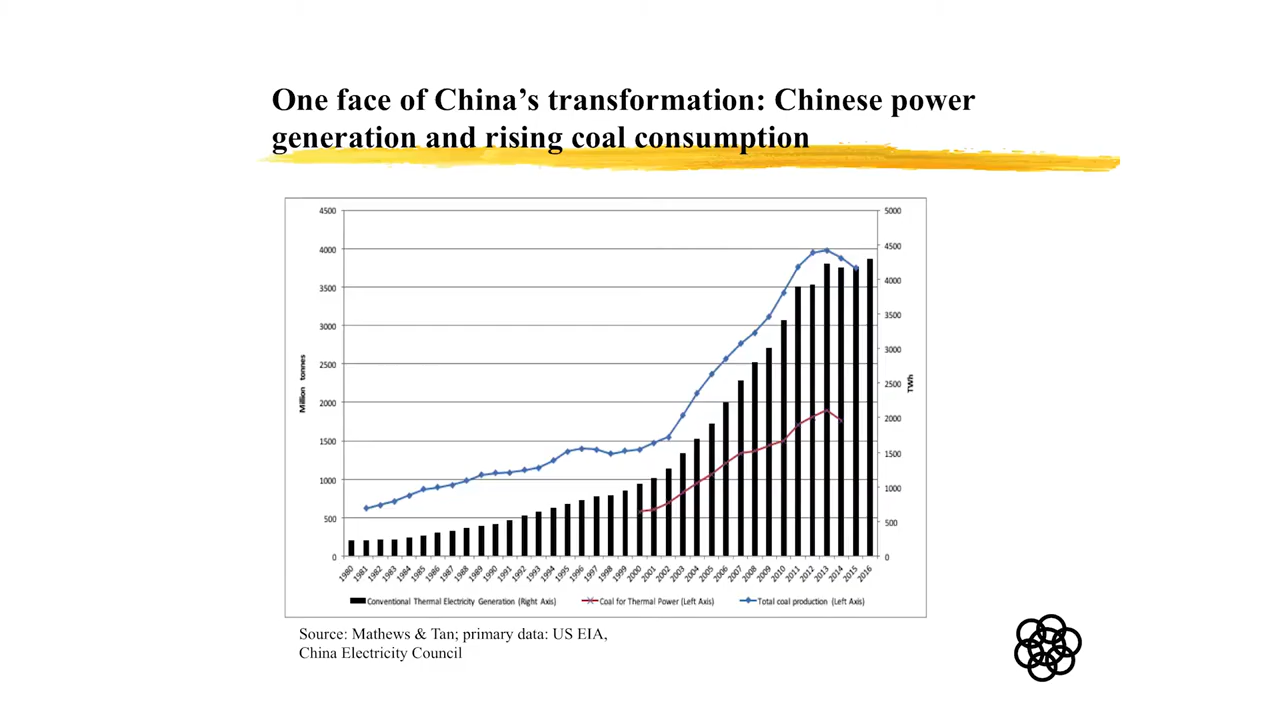 One face of China’s transformation: Chinese power
generation and rising coal consumption
4500
4000
3500
3000
2500
2000
1500
1000
500
0
Million tonnes
5000
4500
4000
3500
3000
2500
2000
1500
1000
500
0
TWh
1980 1981 1982 1983 1984 1985 1986 1987 1988 1989 1990 1991 1992 1993 1994 1995 1996 1997 1998 1999 2000 2001 2002 2003 2004 2005 2006 2007 2008 2009 2010 2011 2012 2013 2014 2015 2016
Conventional Thermal Electricity Generation (Right Axis) Coal for Thermal Power (Left Axis) Total coal production (Left Axis)
Source: Mathews & Tan; primary data: US EIA,
China Electricity Council